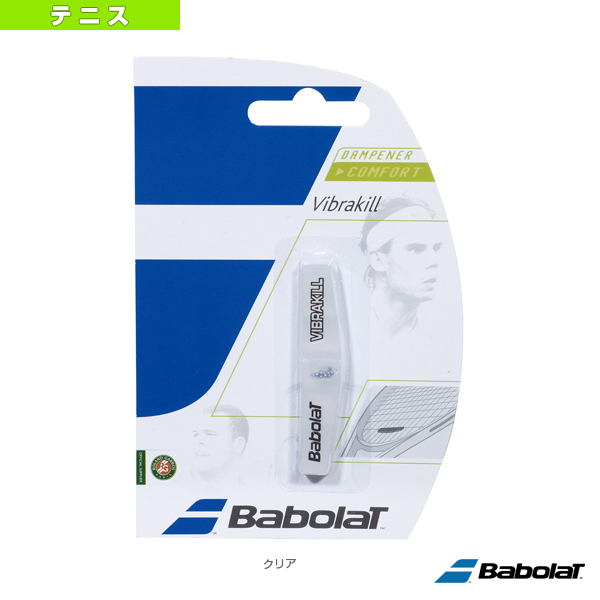 テニス
DAMPENER
COMFORT
Vibrakill
VIBRAKILL
BABOLAT
BABOLAT
クリア
BABOLAT